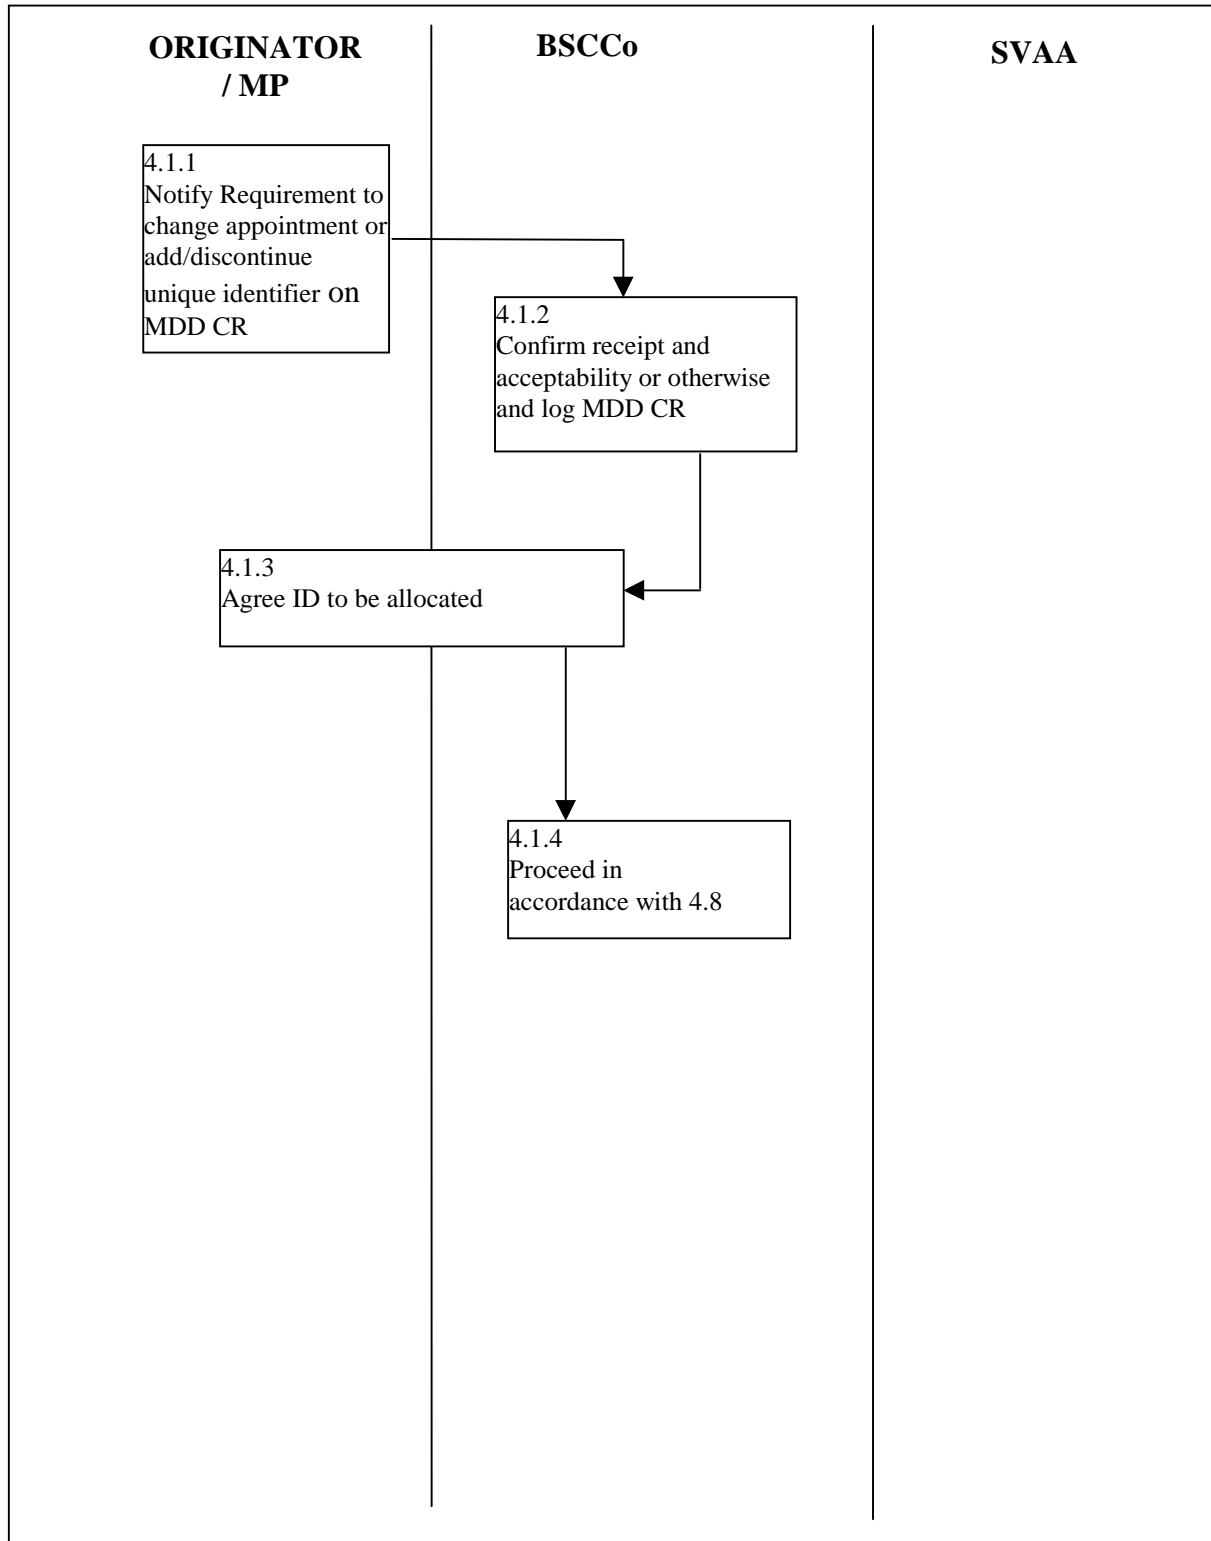 ORIGINATOR
/ MP
BSCCo
SVAA
4.1.1
Notify Requirement to
change appointment or
add/discontinue
unique identifier on
MDD CR
4.1.2
Confirm receipt and
acceptability or otherwise
and log MDD CR
4.1.3
Agree ID to be allocated
4.1.4
Proceed in
accordance with 4.8